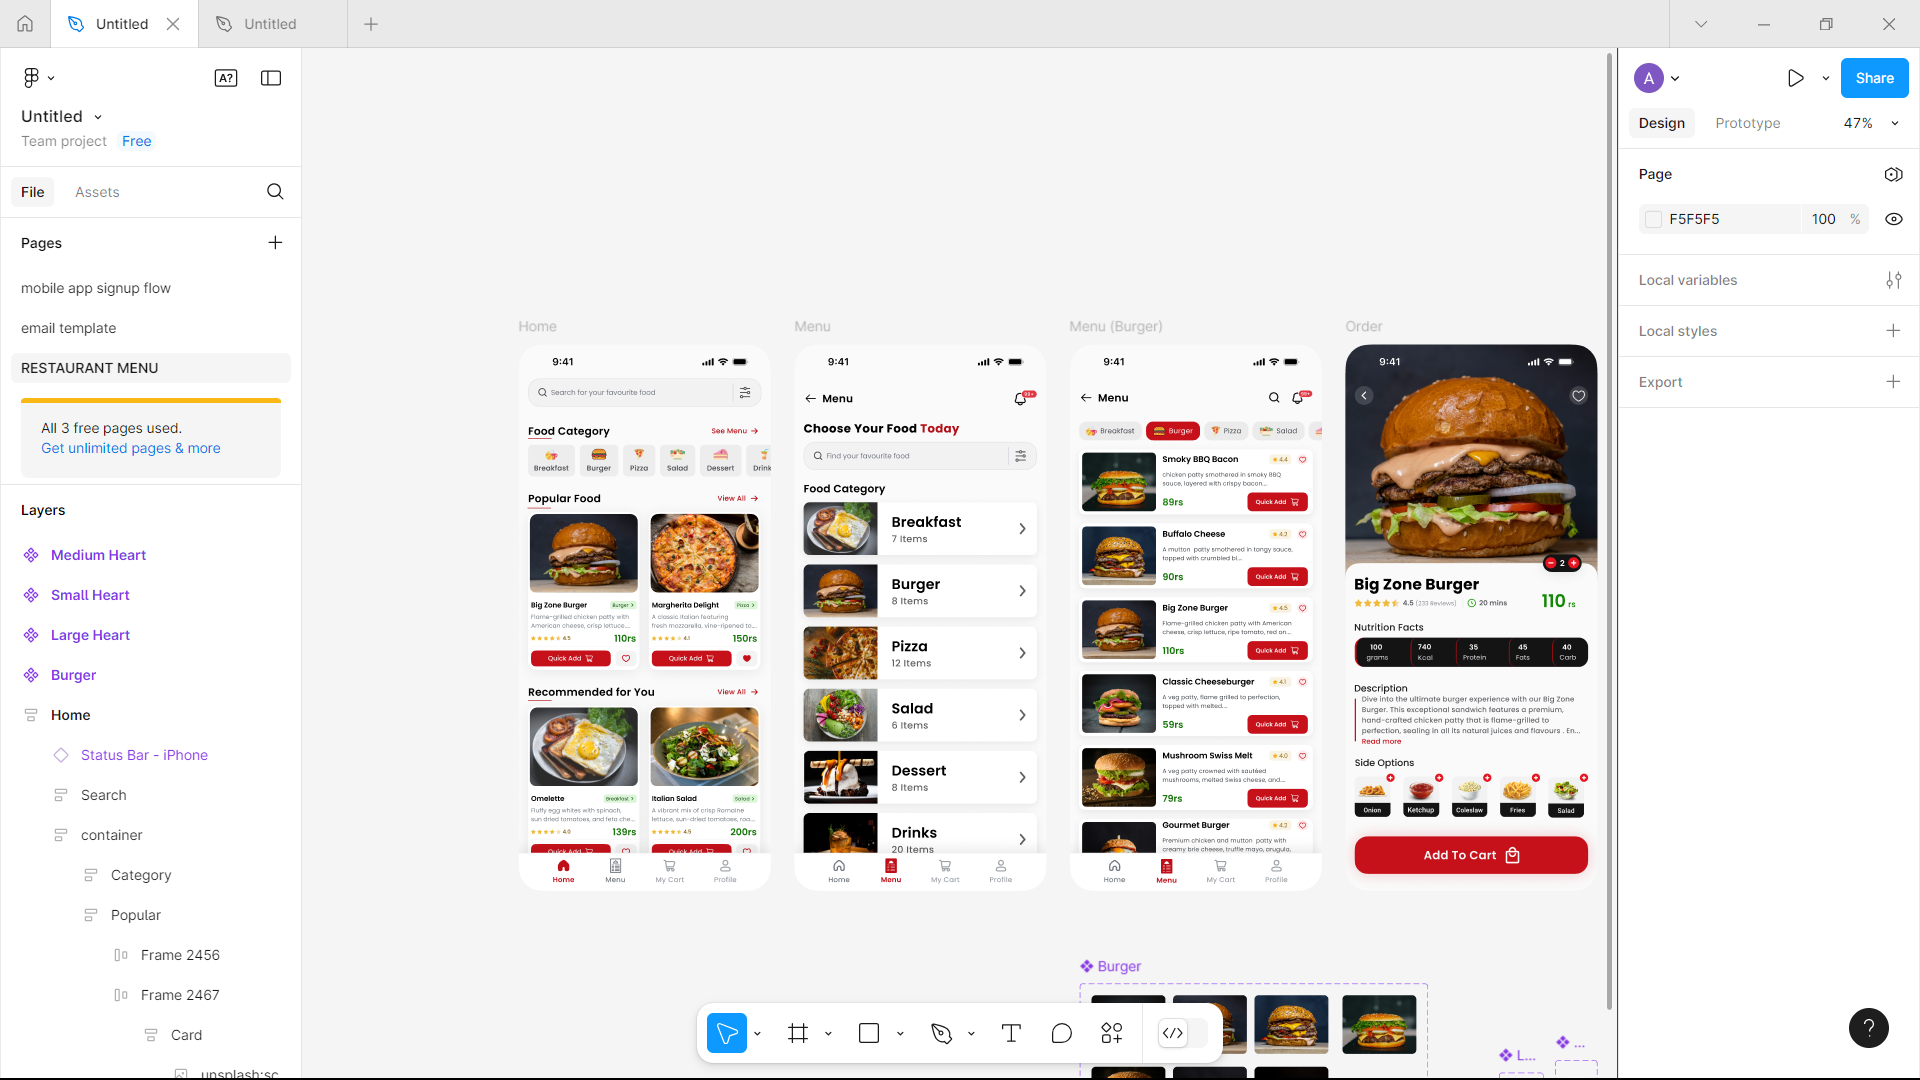 Untitled
Untitled
A?
Untitled
Team project Free
File Assets
Pages
mobile app signup flow
email template
RESTAURANT MENU
All 3 free pages used.
Get unlimited pages & more
Layers
Medium Heart
Small Heart
Large Heart
Burger
Home
Status Bar - iPhone
Search
container
Category
Popular
Frame 2456
Frame 2467
Card
unsplash:sc
Home
9:41
Search for your favourite food
Food Category See Menu
Breakfast Burger Pizza Salad Dessert Drink
Popular Food View All
Big Zone Burger Burger >
Flame-grilled chicken patty with
American cheese, crisp lettuce...
4.5 110rs
Quick Add
Margherita Delight Pizza >
A classic Italian featuring
fresh mozzarella, vine-ripened to...
4.1 150rs
Quick Add
Recommended for You View All
Omelette Breakfast >
Fluffy egg whites with spinach,
sun dried tomatoes, and feta che...
4.0 139rs
Quick Add
Italian Salad Salad >
A vibrant mix of crisp Romaine
lettuce, sun-dried tomatoes, roa...
4.5 200rs
Quick Add
Home Menu My Cart Profile
Menu
9:41
Menu
99+
Choose Your Food Today
Find your favourite food
Food Category
Breakfast
7 Items
Burger
8 Items
Pizza
12 Items
Salad
6 Items
Dessert
8 Items
Drinks
20 Items
Home Menu My Cart Profile
Menu (Burger)
9:41
Menu
99+
Breakfast Burger Pizza Salad
Smoky BBQ Bacon 4.4
chicken patty smothered in smoky BBQ
sauce, layered with crispy bacon...
89rs Quick Add
Buffalo Cheese 4.2
A mutton patty smothered in tangy sauce,
topped with crumbled bl...
90rs Quick Add
Big Zone Burger 4.5
Flame-grilled chicken patty with American
cheese, crisp lettuce, ripe tomato, red on...
110rs Quick Add
Classic Cheeseburger 4.1
A veg patty, flame grilled to perfection,
topped with melted...
59rs Quick Add
Mushroom Swiss Melt 4.0
A veg patty crowned with sautéed
mushrooms, melted Swiss cheese, and...
79rs Quick Add
Gourmet Burger 4.2
Premium chicken and mutton patty with
creamy brie cheese, truffle mayo, arugula,
Home Menu My Cart Profile
Order
9:41
2
Big Zone Burger
4.5 (233 Reviews) 20 mins 110 rs
Nutrition Facts
100 740 35 45 40
grams Kcal Protein Fats Carb
Description
Dive into the ultimate burger experience with our Big Zone
Burger. This exceptional sandwich features a premium,
hand-crafted chicken patty that is flame-grilled to
perfection, sealing in all its natural juices and flavours . En...
Read more
Side Options
Onion Ketchup Coleslaw Fries Salad
Add To Cart
Burger
L...
...
A
Share
Design Prototype 47%
Page
F5F5F5 100 %
Local variables
Local styles
Export
?